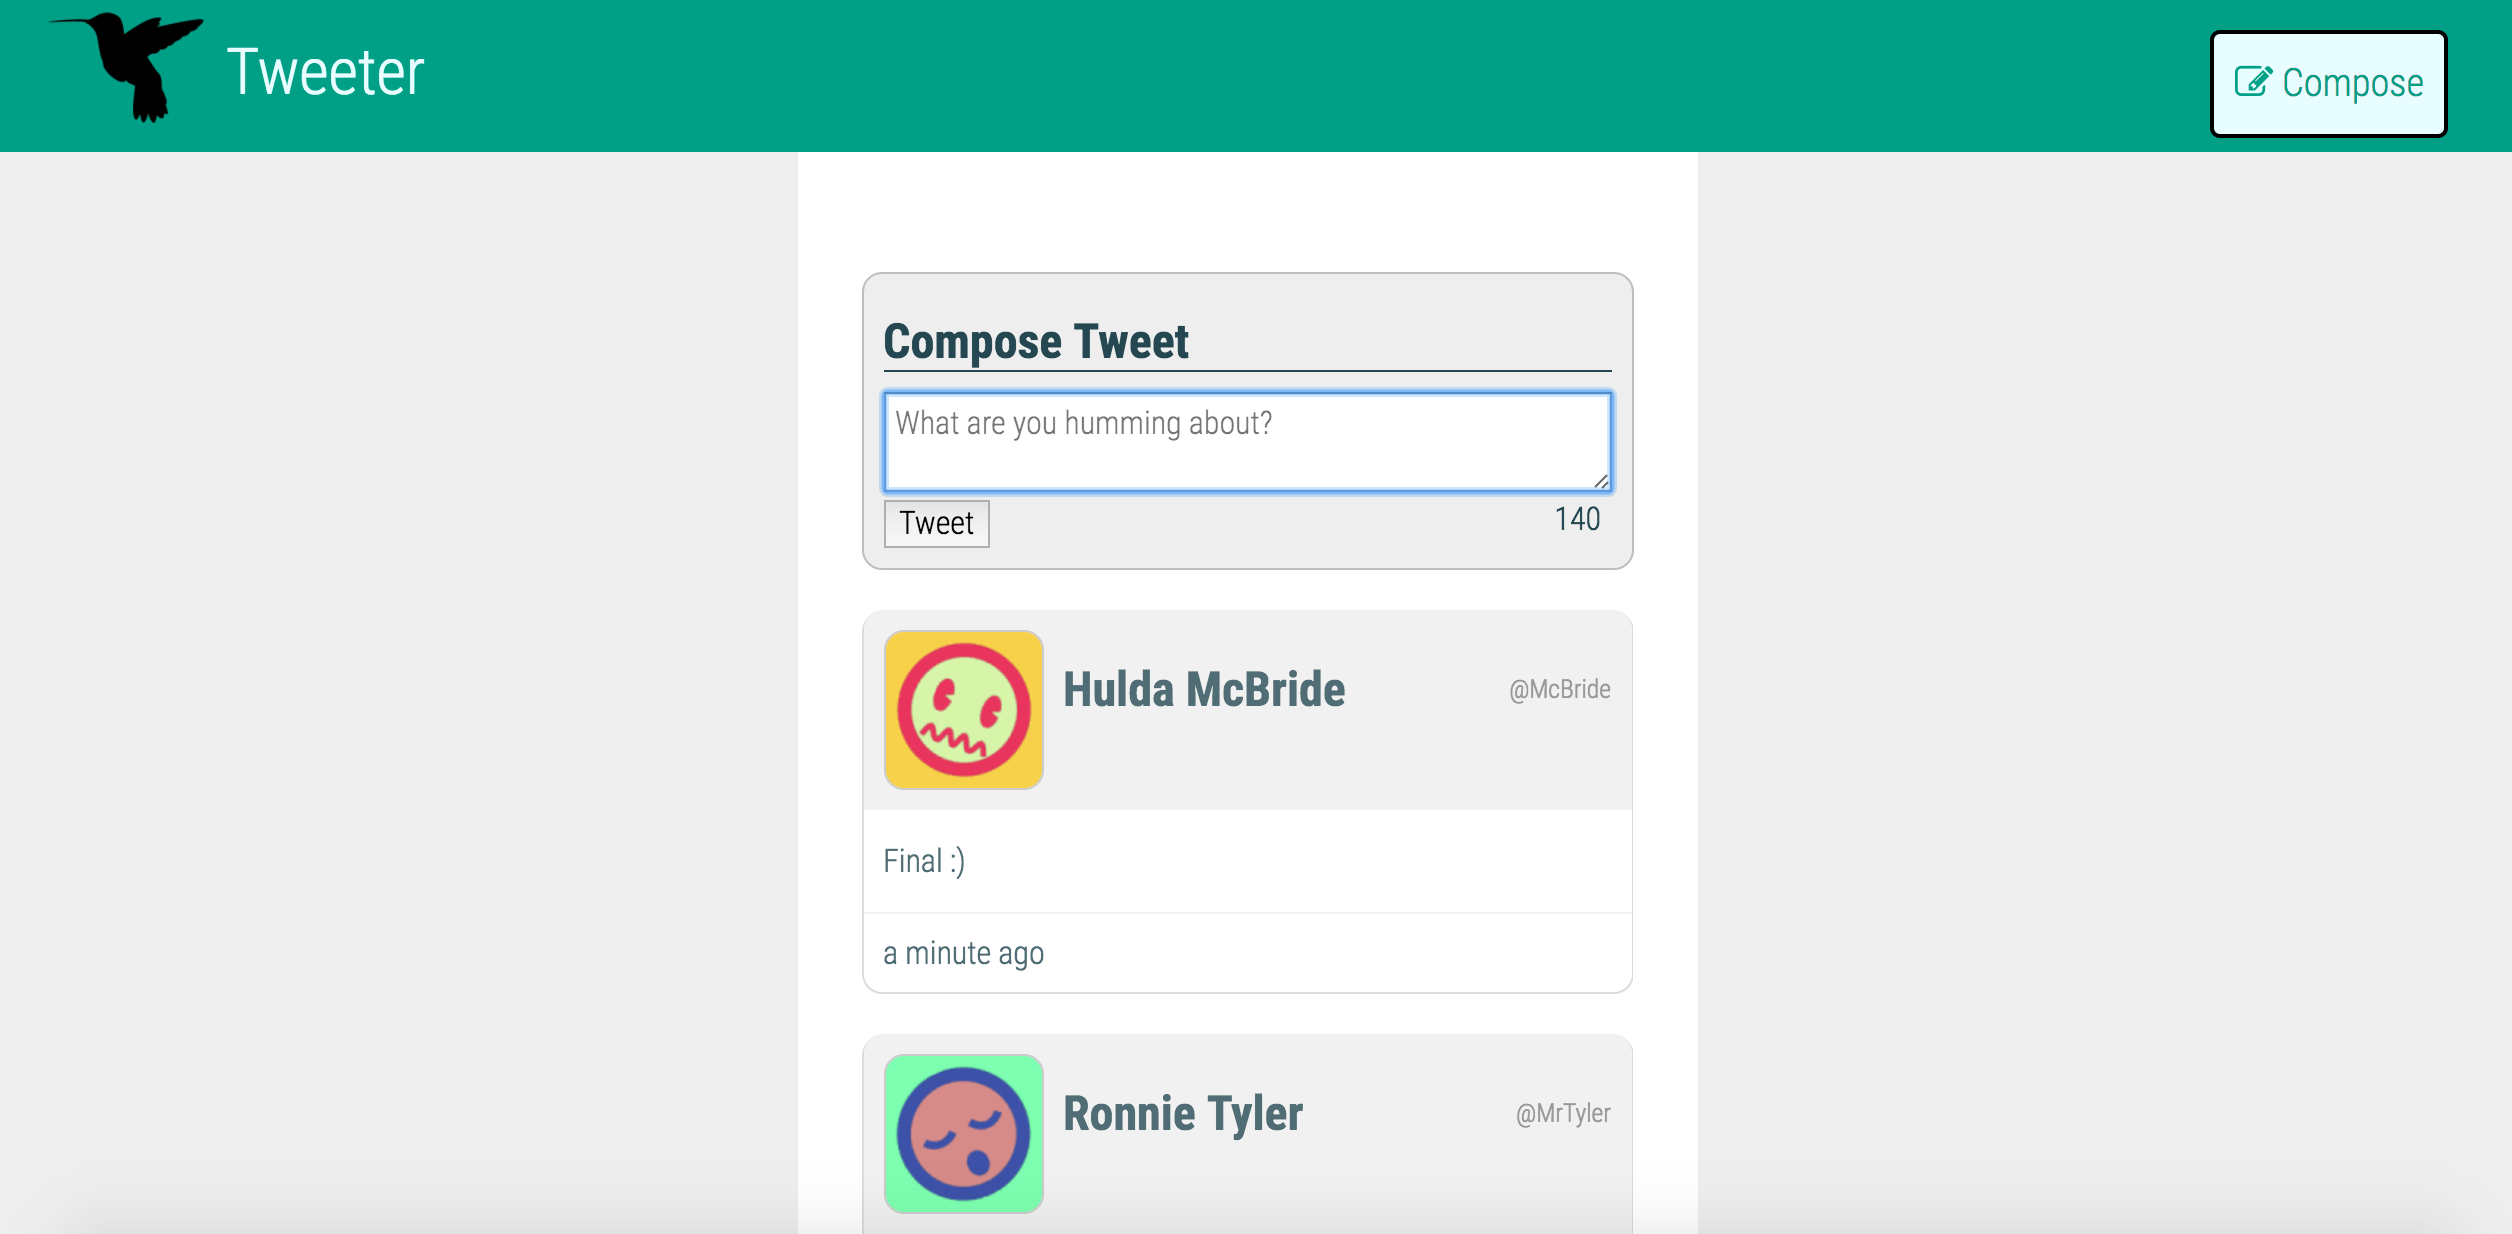 Tweeter
Compose
Compose Tweet
What are you humming about?
Tweet
140
Hulda McBride
@McBride
Final :)
a minute ago
Ronnie Tyler
@MrTyler